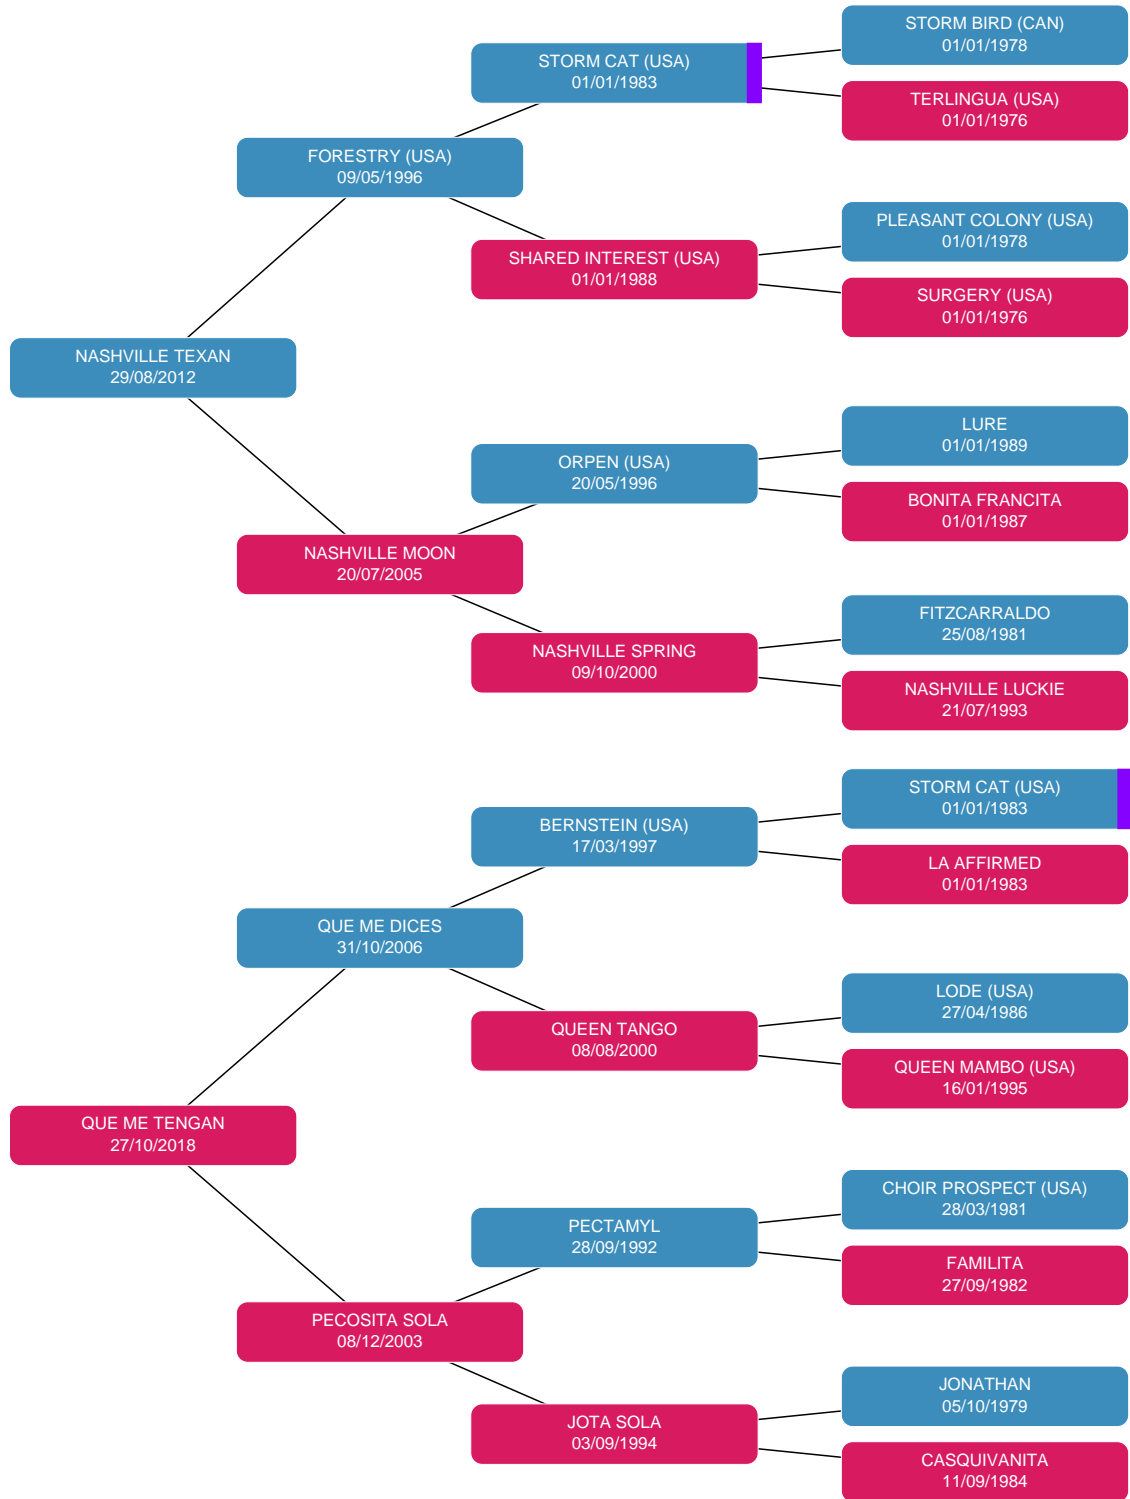 STORM BIRD (CAN)
01/01/1978
STORM CAT (USA)
01/01/1983
TERLINGUA (USA)
01/01/1976
FORESTRY (USA)
09/05/1996
PLEASANT COLONY (USA)
01/01/1978
SHARED INTEREST (USA)
01/01/1988
SURGERY (USA)
01/01/1976
NASHVILLE TEXAN
29/08/2012
LURE
01/01/1989
ORPEN (USA)
20/05/1996
BONITA FRANCITA
01/01/1987
NASHVILLE MOON
20/07/2005
FITZCARRALDO
25/08/1981
NASHVILLE SPRING
09/10/2000
NASHVILLE LUCKIE
21/07/1993
STORM CAT (USA)
01/01/1983
BERNSTEIN (USA)
17/03/1997
LA AFFIRMED
01/01/1983
QUE ME DICES
31/10/2006
LODE (USA)
27/04/1986
QUEEN TANGO
08/08/2000
QUEEN MAMBO (USA)
16/01/1995
QUE ME TENGAN
27/10/2018
CHOIR PROSPECT (USA)
28/03/1981
PECTAMYL
28/09/1992
FAMILITA
27/09/1982
PECOSITA SOLA
08/12/2003
JONATHAN
05/10/1979
JOTA SOLA
03/09/1994
CASQUIVANITA
11/09/1984